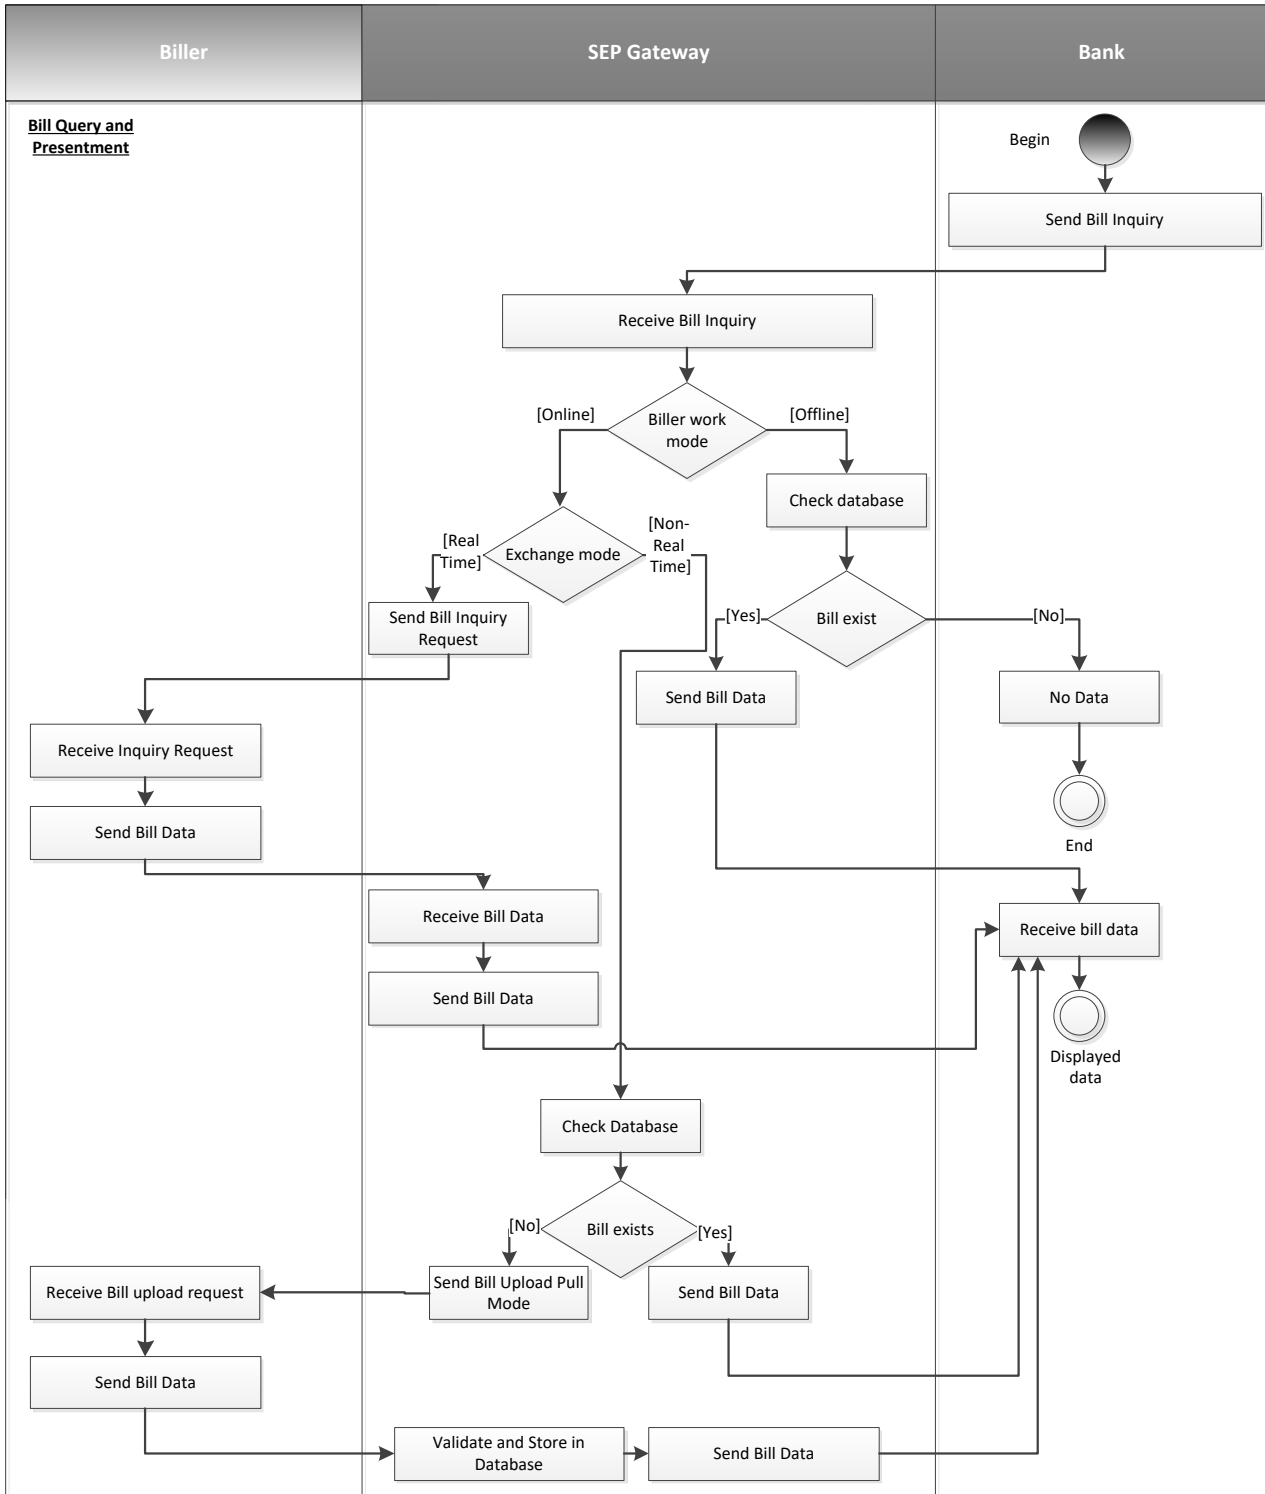 Biller
SEP Gateway
Bank
Bill Query and
Presentment
Begin
Send Bill Inquiry
Receive Bill Inquiry
[Online]
Biller work
mode
[Offline]
Check database
[Real
Time]
Exchange mode
[Non-
Real
Time]
Send Bill Inquiry
Request
[Yes]
Bill exist
[No]
Send Bill Data
No Data
Receive Inquiry Request
Send Bill Data
End
Receive Bill Data
Receive bill data
Send Bill Data
Displayed
data
Check Database
[No]
Bill exists
[Yes]
Receive Bill upload request
Send Bill Upload Pull
Mode
Send Bill Data
Send Bill Data
Validate and Store in
Database
Send Bill Data